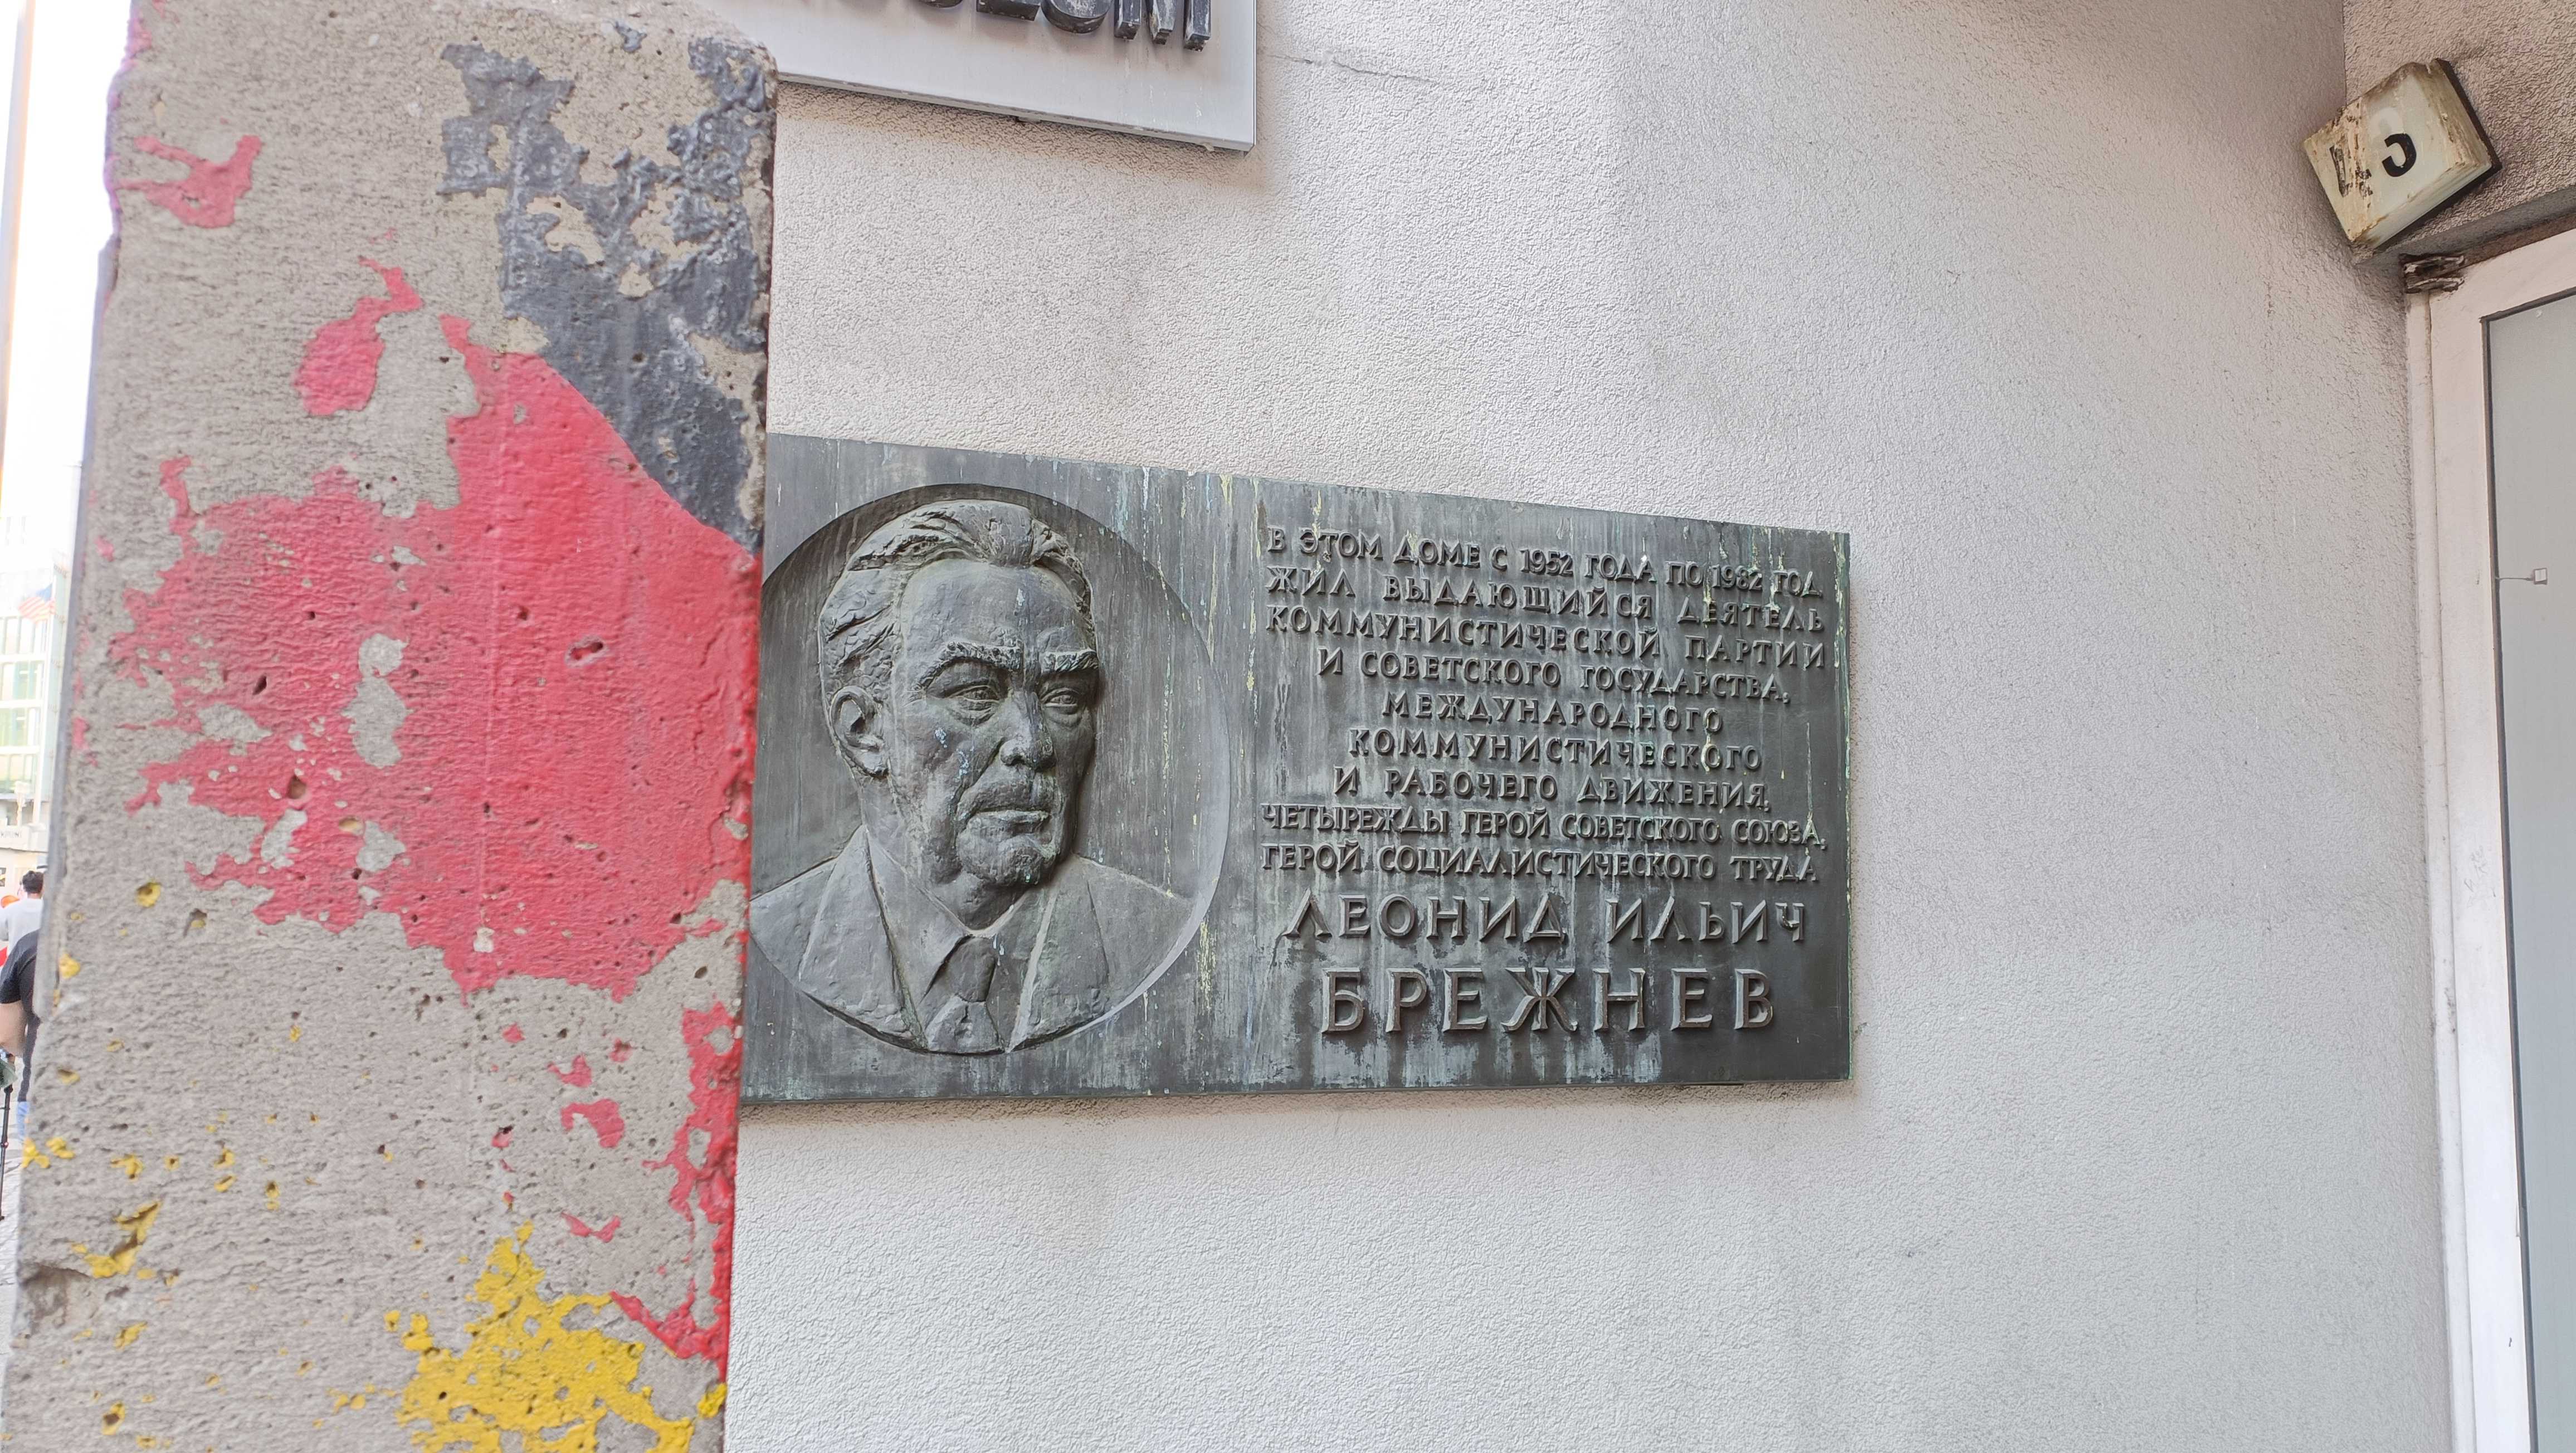 В ЭТОМ ДОМЕ С 1952 ГОДА ПО 1982 ГОД
ЖИЛ ВЫДАЮЩИЙСЯ ДЕЯТЕЛЬ
КОММУНИСТИЧЕСКОЙ ПАРТИИ
И СОВЕТСКОГО ГОСУДАРСТВА,
МЕЖДУНАРОДНОГО
КОММУНИСТИЧЕСКОГО
И РАБОЧЕГО ДВИЖЕНИЯ,
ЧЕТЫРЕЖДЫ ГЕРОЙ СОВЕТСКОГО СОЮЗА,
ГЕРОЙ СОЦИАЛИСТИЧЕСКОГО ТРУДА
ЛЕОНИД ИЛЬИЧ
БРЕЖНЕВ